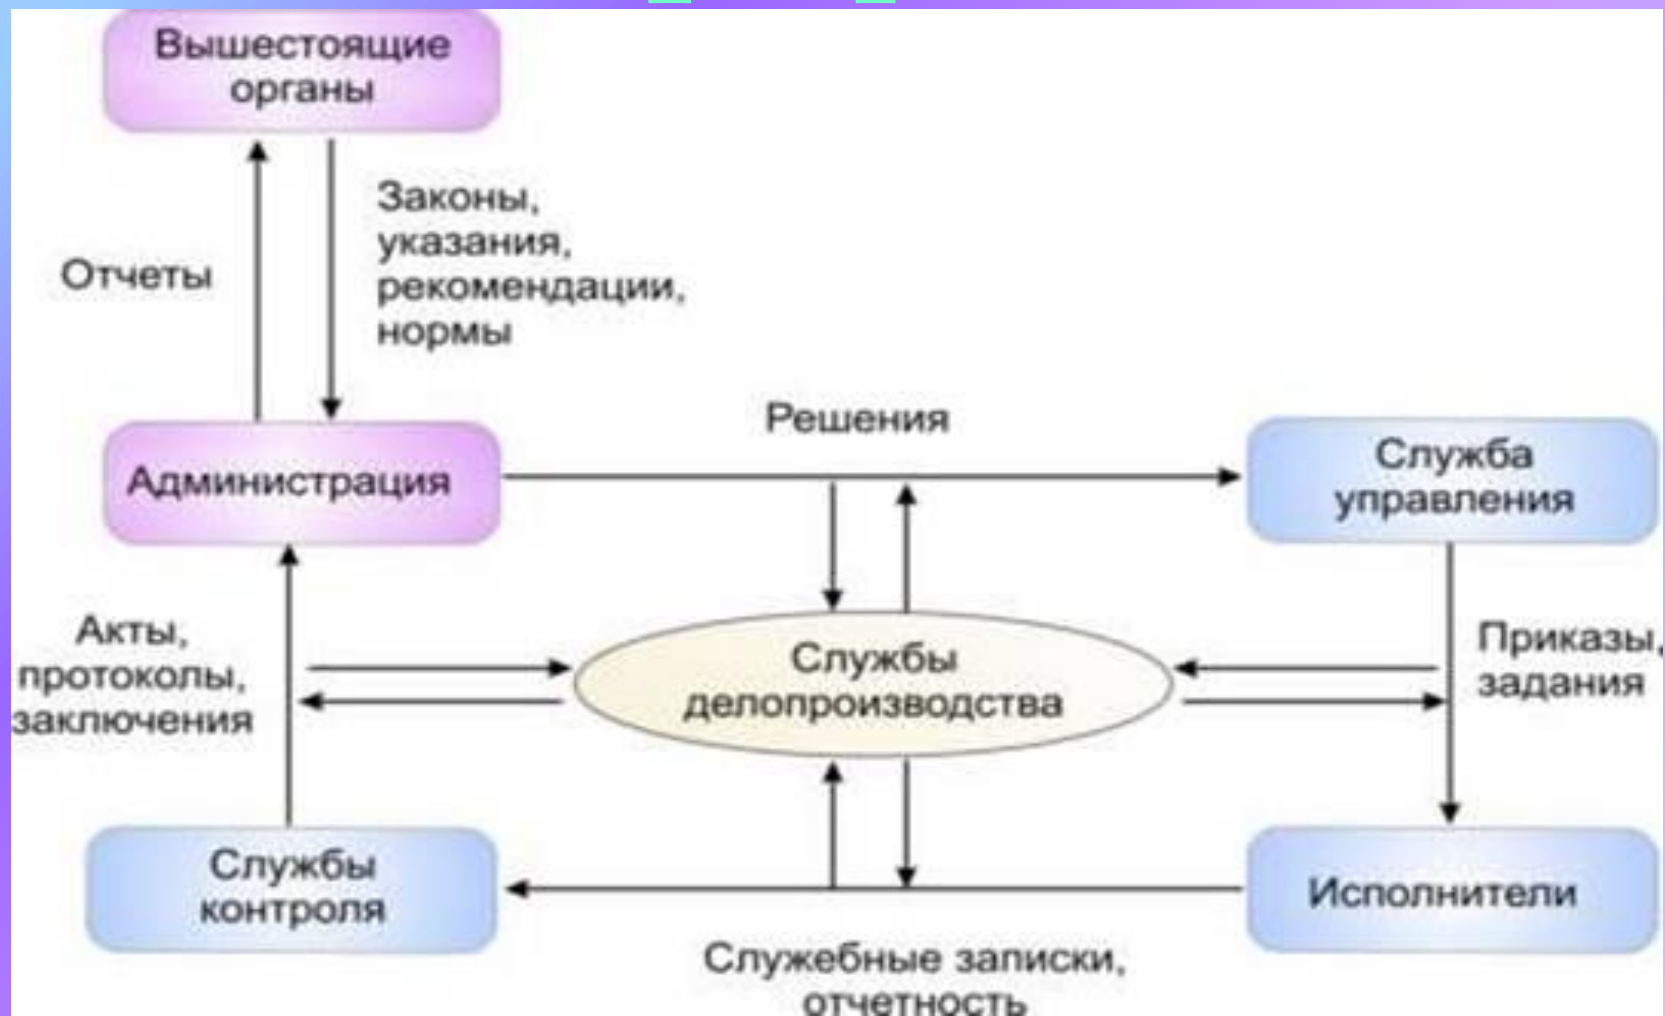 Вышестоящие
органы
Отчеты
Законы,
указания,
рекомендации,
нормы
Администрация
Решения
Служба
управления
Акты,
протоколы,
заключения
Службы
делопроизводства
Приказы,
задания
Службы
контроля
Исполнители
Служебные записки,
отчетность